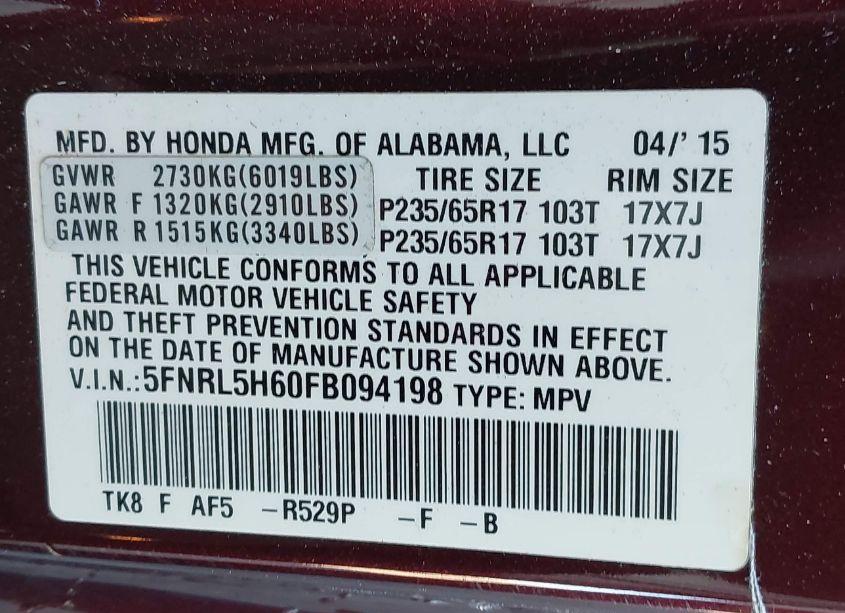 MFD. BY HONDA MFG. OF ALABAMA, LLC 04/' 15
GVWR 2730KG(6019LBS) TIRE SIZE RIM SIZE
GAWR F 1320KG(2910LBS) P235/65R17 103T 17X7J
GAWR R 1515KG(3340LBS) P235/65R17 103T 17X7J
THIS VEHICLE CONFORMS TO ALL APPLICABLE
FEDERAL MOTOR VEHICLE SAFETY
AND THEFT PREVENTION STANDARDS IN EFFECT
ON THE DATE OF MANUFACTURE SHOWN ABOVE.
V.I.N.:5FNRL5H60FB094198 TYPE: MPV
TK8 F AF5 -R529P -F -B